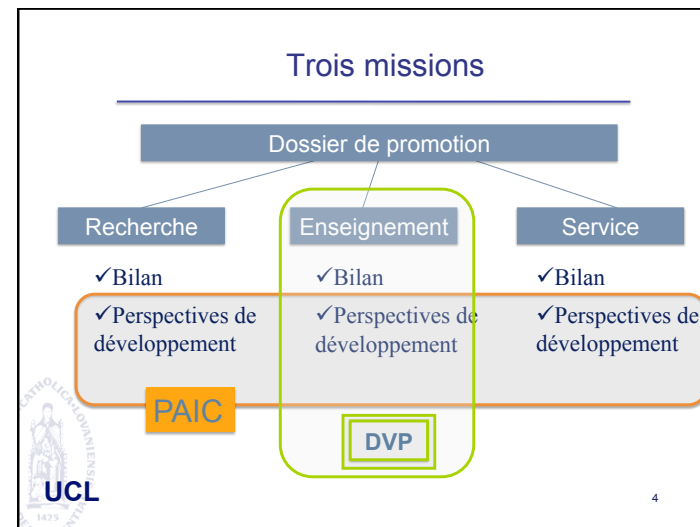 Trois missions
Dossier de promotion
Recherche
Enseignement
Service
✓Bilan
✓Perspectives de
développement
✓Bilan
✓Perspectives de
développement
✓Bilan
✓Perspectives de
développement
PAIC
DVP
UCL
1425
4